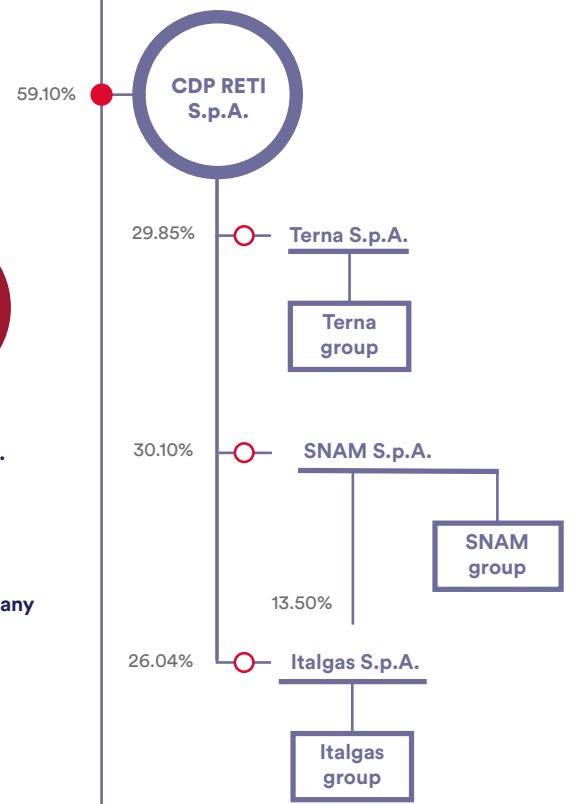 59.10%
CDP RETI
S.p.A.
29.85%
Terna S.p.A.
Terna
group
.
30.10%
SNAM S.p.A.
SNAM
group
any
13.50%
26.04%
Italgas S.p.A.
Italgas
group